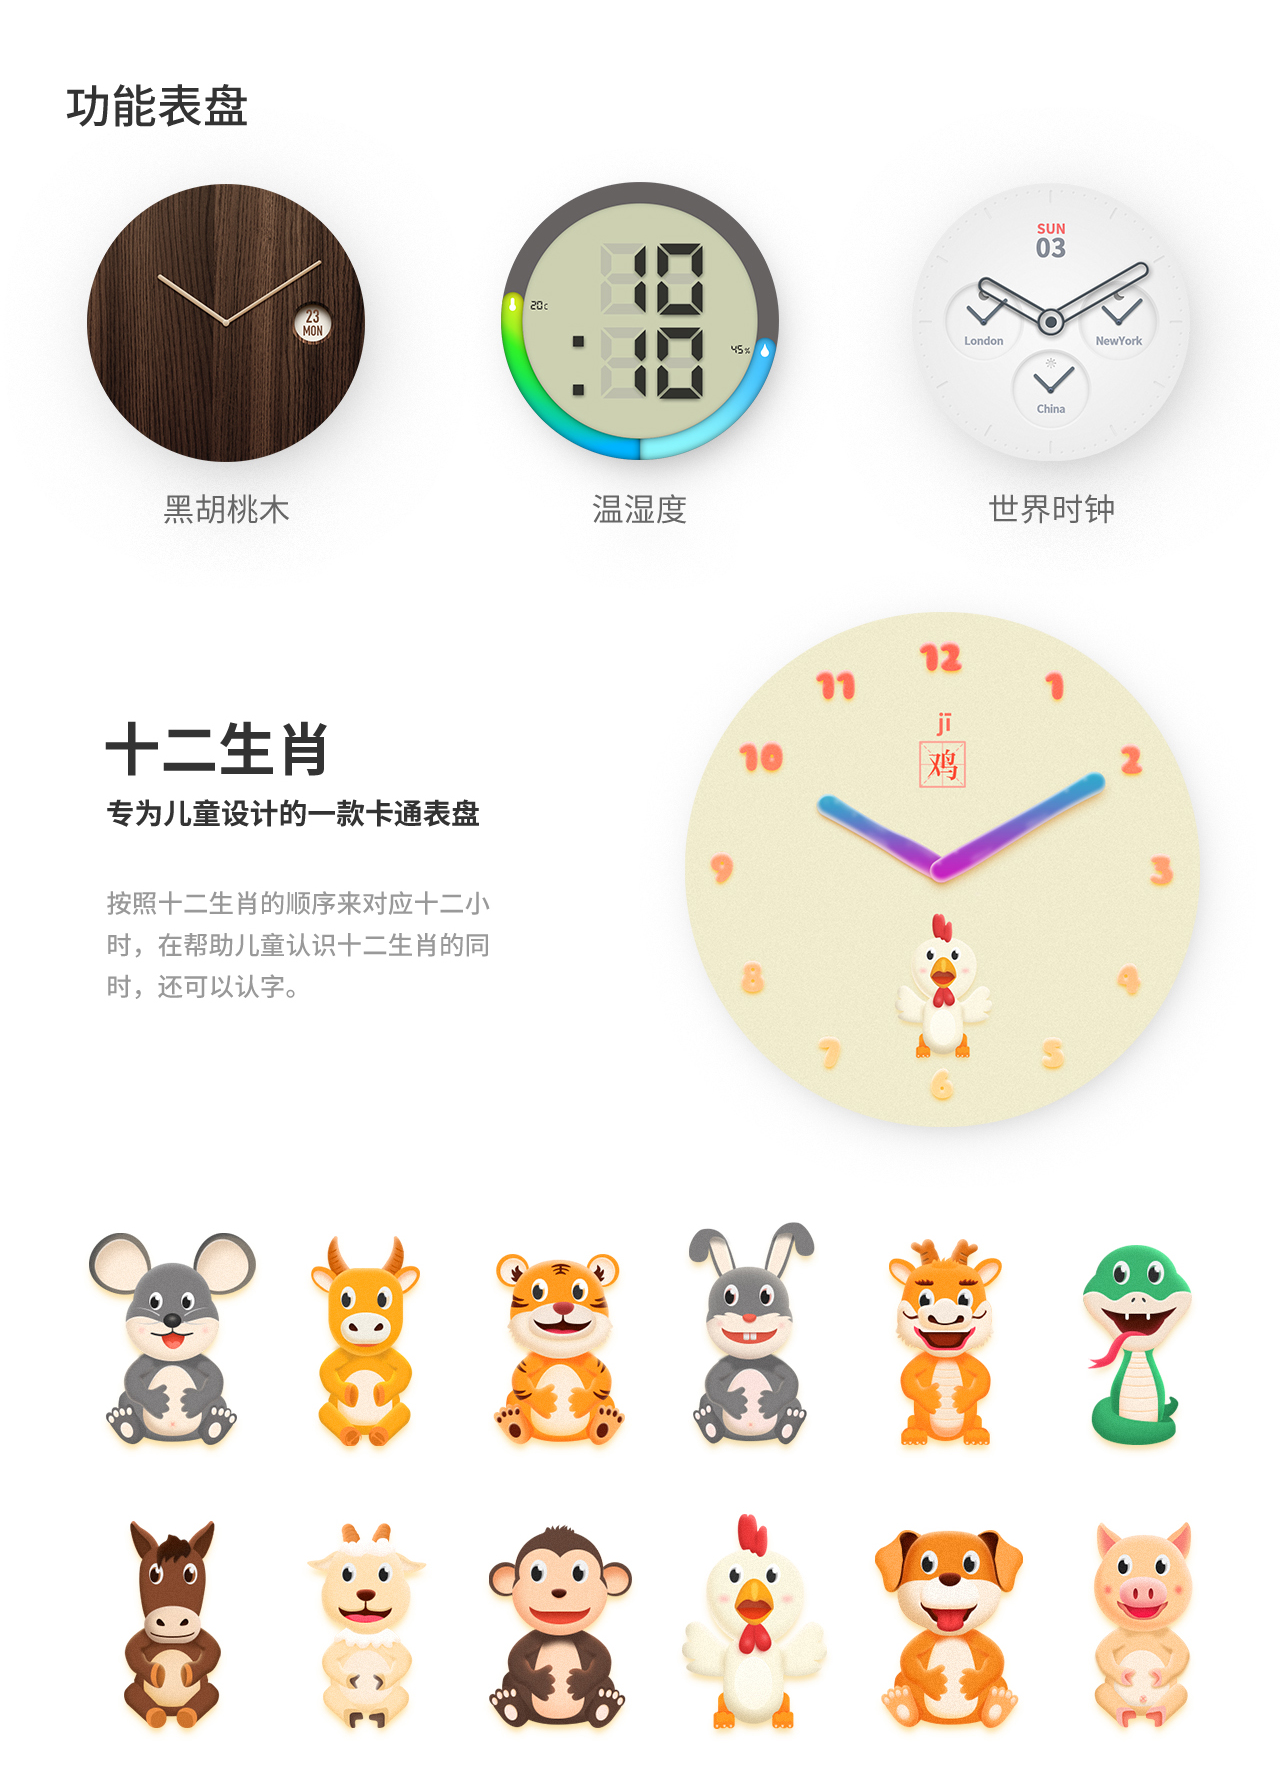 功能表盘
23
MON
10
:10
20c
45%
SUN
03
London
NewYork
China
黑胡桃木
温湿度
世界时钟
十二生肖
专为儿童设计的一款卡通表盘
按照十二生肖的顺序来对应十二小
时，在帮助儿童认识十二生肖的同
时，还可以认字。
12
11
1
jī
鸡
10
2
9
3
8
4
7
5
6